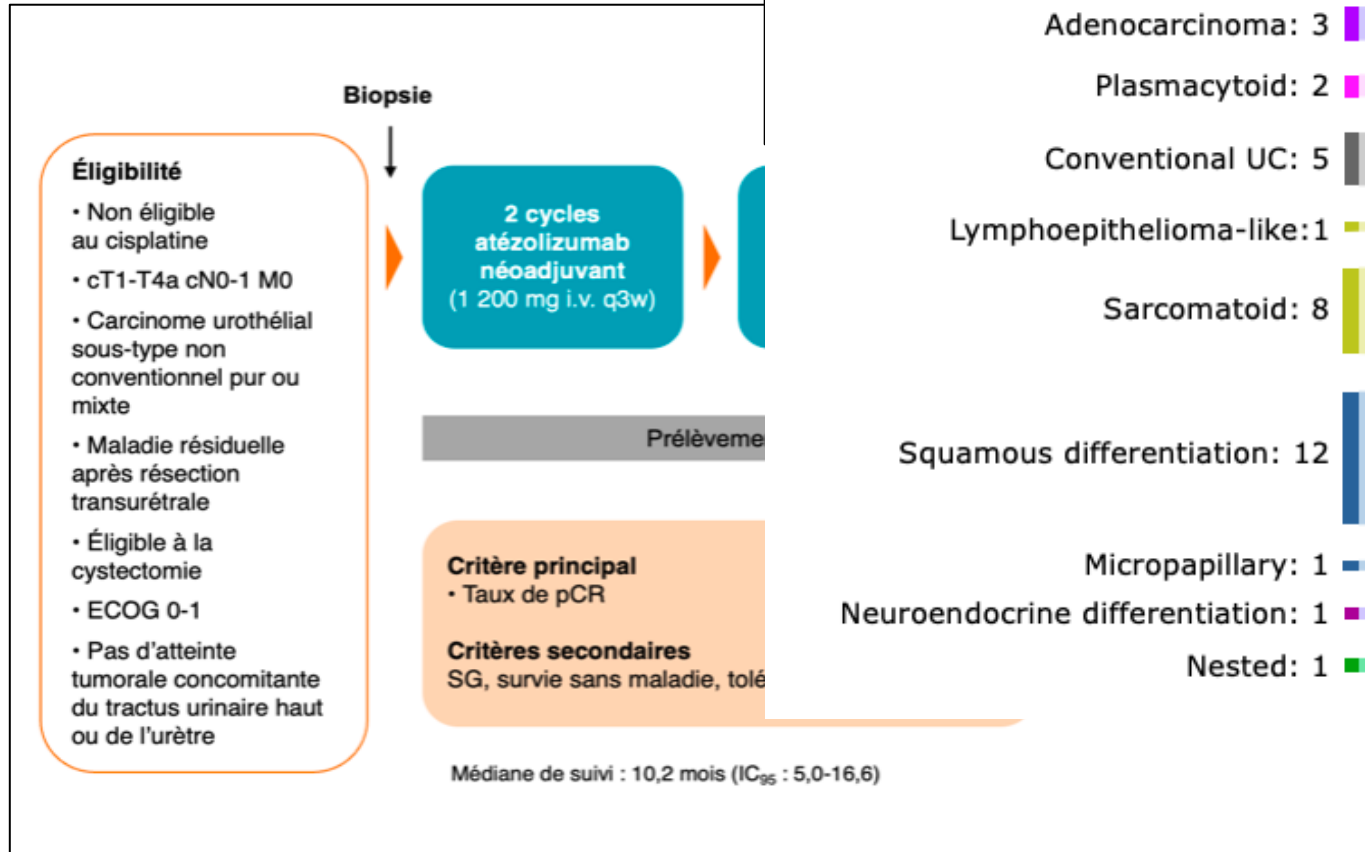 Biopsie
Éligibilité
• Non éligible
au cisplatine
• cT1-T4a cN0-1 M0
• Carcinome urothélial
sous-type non
conventionnel pur ou
mixte
• Maladie résiduelle
après résection
transurétrale
• Éligible à la
cystectomie
• ECOG 0-1
• Pas d'atteinte
tumorale concomitante
du tractus urinaire haut
ou de l'urètre
2 cycles
atézolizumab
néoadjuvant
(1 200 mg i.v. q3w)
Prélèveme
Critère principal
• Taux de pCR
Critères secondaires
SG, survie sans maladie, tolé
Médiane de suivi : 10,2 mois (IC95 : 5,0-16,6)
Adenocarcinoma: 3
Plasmacytoid: 2
Conventional UC: 5
Lymphoepithelioma-like:1
Sarcomatoid: 8
Squamous differentiation: 12
Micropapillary: 1
Neuroendocrine differentiation: 1
Nested: 1